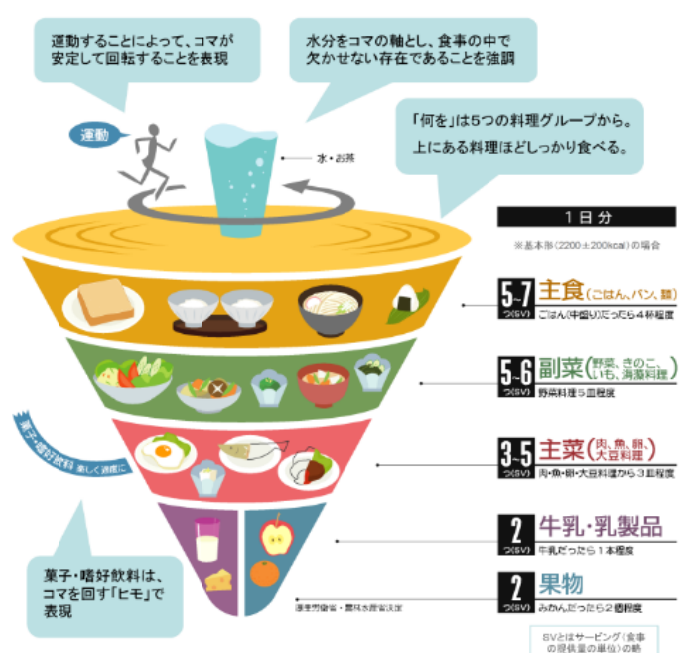 運動することによって、コマが
安定して回転することを表現
水分をコマの軸とし、食事の中で
欠かせない存在であることを強調
「何を」は5つの料理グループから。
上にある料理ほどしっかり食べる。
運動
水・お茶
1日分
※基本形(2200±200kcal)の場合
5~7
つ(SV)
主食(ごはん、パン、麺)
ごはん(中盛り)だったら4杯程度
5~6
つ(SV)
副菜(野菜、きのこ、
いも、海藻料理)
野菜料理5皿程度
3~5
つ(SV)
主菜(肉、魚、卵、
大豆料理)
肉・魚・卵・大豆料理から3皿程度
2
つ(SV)
牛乳・乳製品
牛乳だったら1本程度
2
つ(SV)
果物
みかんだったら2個程度
菓子・嗜好飲料 楽しく適度に
菓子・嗜好飲料は、
コマを回す「ヒモ」で
表現
厚生労働省・農林水産省決定
SVとはサービング(食事
の提供量の単位)の略